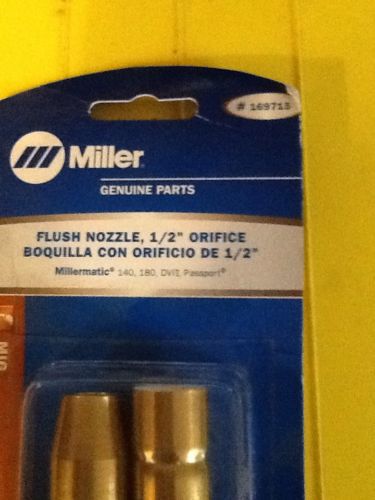 # 169715
Miller®
GENUINE PARTS
FLUSH NOZZLE, 1/2" ORIFICE
BOQUILLA CON ORIFICIO DE 1/2"
Millermatic® 140, 180, DVI2, Passport®
MIG